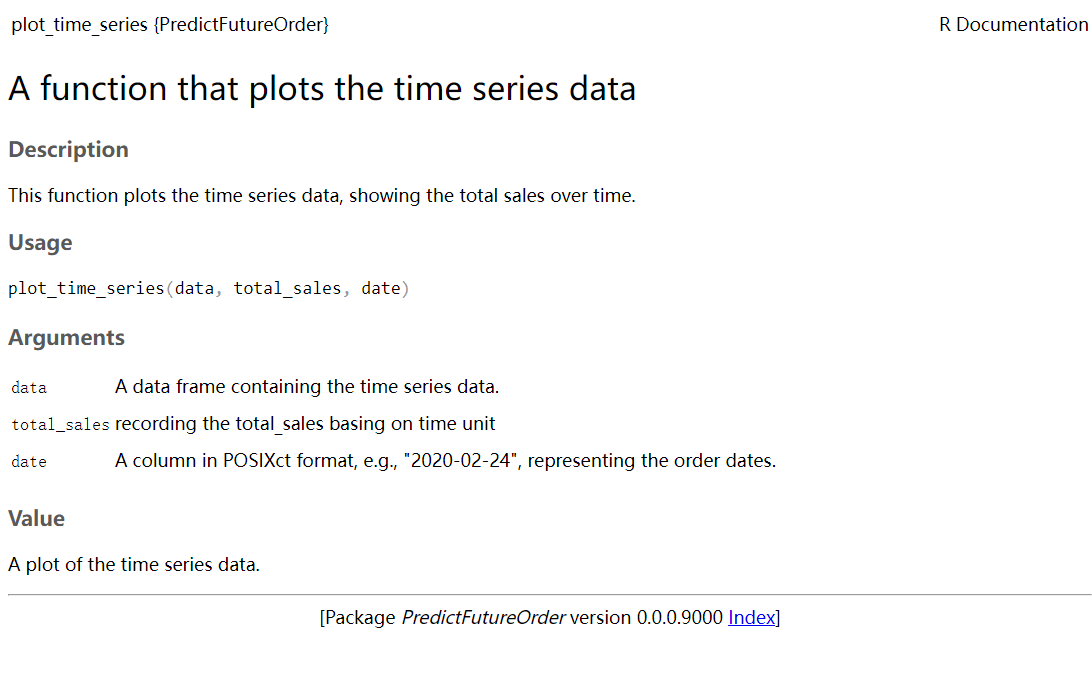 plot_time_series {PredictFutureOrder} R Documentation
A function that plots the time series data
Description
This function plots the time series data, showing the total sales over time.
Usage
plot_time_series(data, total_sales, date)
Arguments
data A data frame containing the time series data.
total_sales recording the total_sales basing on time unit
date A column in POSIXct format, e.g., "2020-02-24", representing the order dates.
Value
A plot of the time series data.
[Package PredictFutureOrder version 0.0.0.9000 Index]